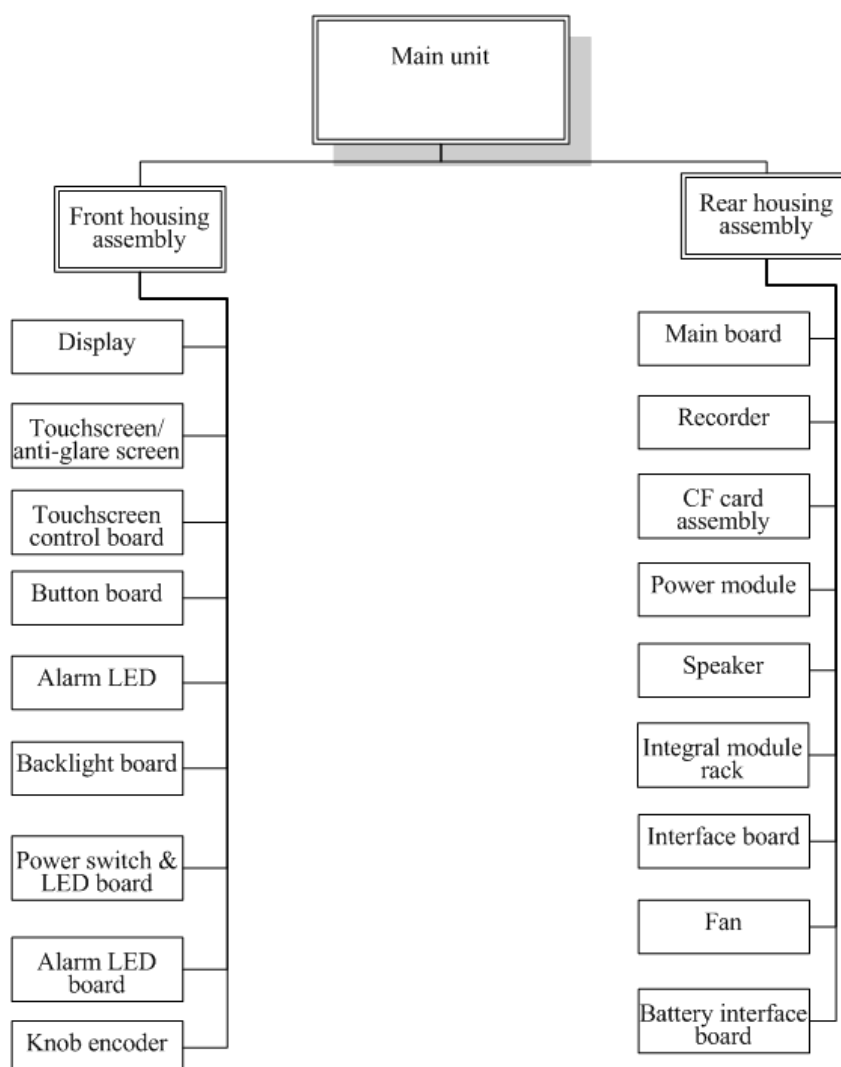 Main unit
Front housing
assembly
Display
Touchscreen/
anti-glare screen
Touchscreen
control board
Button board
Alarm LED
Backlight board
Power switch &
LED board
Alarm LED
board
Knob encoder
Rear housing
assembly
Main board
Recorder
CF card
assembly
Power module
Speaker
Integral module
rack
Interface board
Fan
Battery interface
board